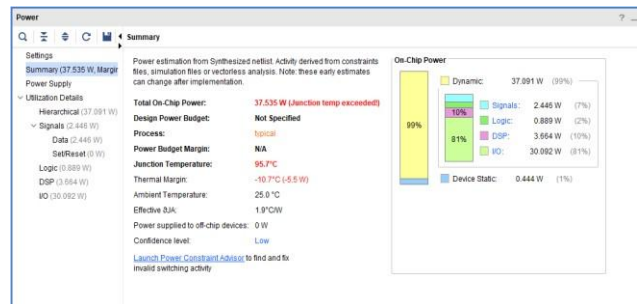 Power
Summary
Settings
Summary (37.535 W, Margin
Power Supply
Utilization Details
Hierarchical (37.091 W)
Signals (2.446 W)
Data (2.446 W)
Set/Reset (0 W)
Logic (0.889 W)
DSP (3.664 W)
I/O (30.092 W)
Power estimation from Synthesized netlist. Activity derived from constraints
files, simulation files or vectorless analysis. Note: these early estimates
can change after implementation.
Total On-Chip Power: 37.535 W (Junction temp exceeded!)
Design Power Budget: Not Specified
Process: typical
Power Budget Margin: N/A
Junction Temperature: 95.7°C
Thermal Margin: -10.7°C (-5.5 W)
Ambient Temperature: 25.0 °C
Effective ϑJA: 1.9°C/W
Power supplied to off-chip devices: 0 W
Confidence level: Low
Launch Power Constraint Advisor to find and fix
invalid switching activity
On-Chip Power
99%
Dynamic: 37.091 W (99%)
10%
81%
Signals: 2.446 W (7%)
Logic: 0.889 W (2%)
DSP: 3.664 W (10%)
I/O: 30.092 W (81%)
Device Static: 0.444 W (1%)